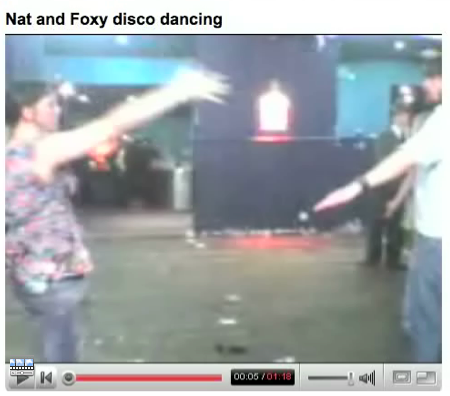 Nat and Foxy disco dancing
00:05 / 01:18